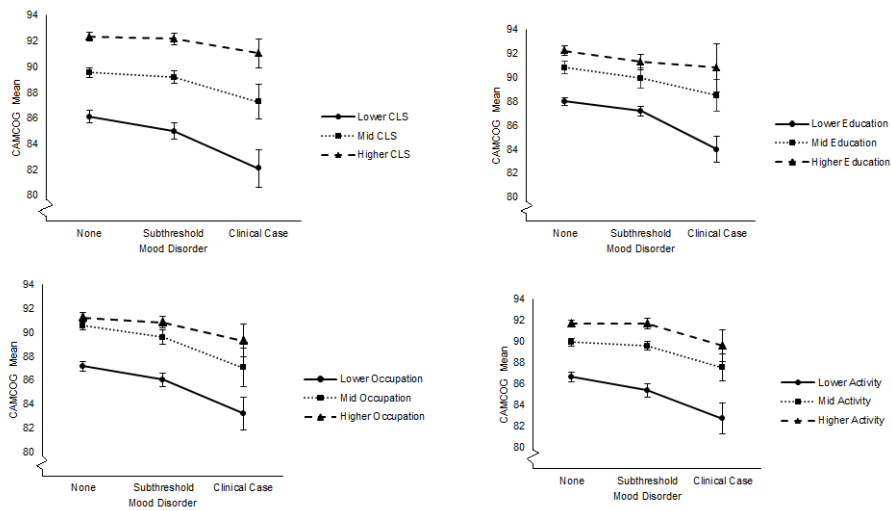 94
92
90
88
86
84
82
80
CAMCOG Mean
None
Subthreshold
Clinical Case
Mood Disorder
Lower CLS
Mid CLS
Higher CLS
94
92
90
88
86
84
82
80
CAMCOG Mean
None
Subthreshold
Clinical Case
Mood Disorder
Lower Education
Mid Education
Higher Education
94
92
90
88
86
84
82
80
CAMCOG Mean
None
Subthreshold
Clinical Case
Mood Disorder
Lower Occupation
Mid Occupation
Higher Occupation
94
92
90
88
86
84
82
80
CAMCOG Mean
None
Subthreshold
Clinical Case
Mood Disorder
Lower Activity
Mid Activity
Higher Activity